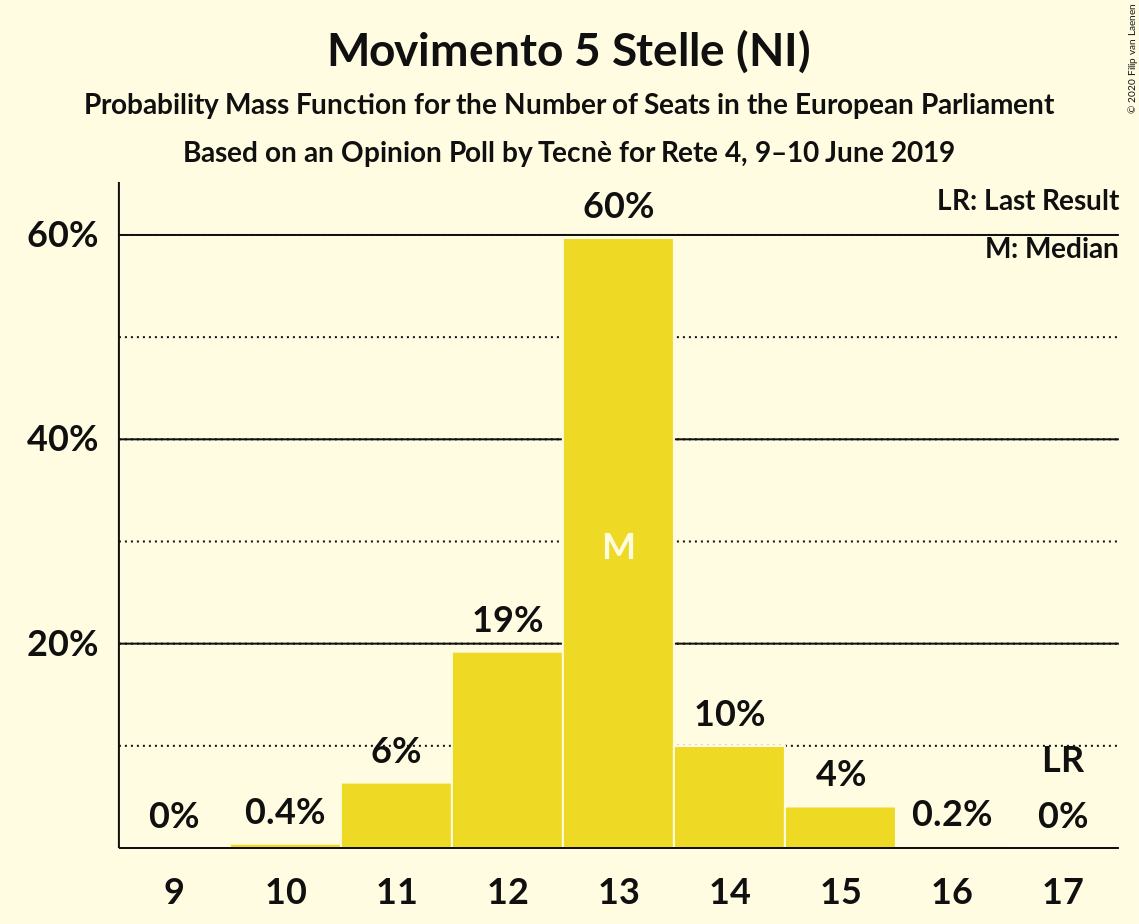 Movimento 5 Stelle (NI)
Probability Mass Function for the Number of Seats in the European Parliament
Based on an Opinion Poll by Tecnè for Rete 4, 9–10 June 2019
© 2020 Filip van Laenen
LR: Last Result
M: Median
60%
40%
20%
0%
0.4%
6%
19%
60%
M
10%
4%
0.2%
LR
0%
9 10 11 12 13 14 15 16 17